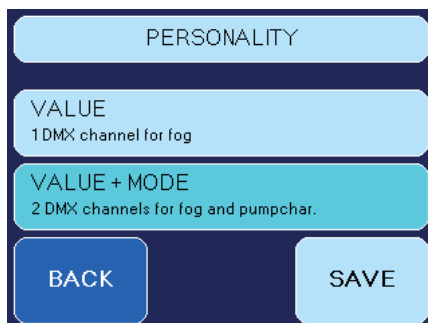 PERSONALITY
VALUE
1 DMX channel for fog
VALUE + MODE
2 DMX channels for fog and pumpchar.
BACK
SAVE